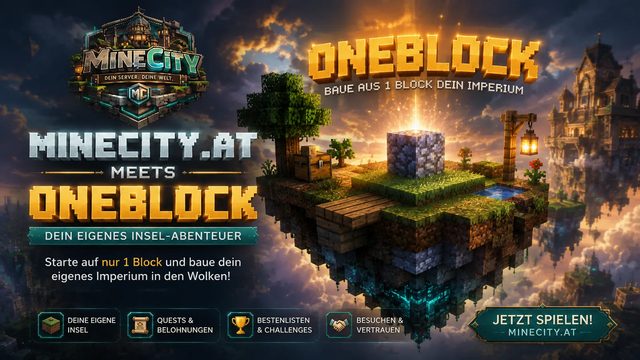 MINECITY
DEIN SERVER. DEINE WELT.
MC
MINECITY.AT
MEETS
ONEBLOCK
DEIN EIGENES INSEL-ABENTEUER
Starte auf nur 1 Block und baue dein
eigenes Imperium in den Wolken!
ONEBLOCK
BAUE AUS 1 BLOCK DEIN IMPERIUM
DEINE EIGENE
INSEL
QUESTS &
BELOHNUNGEN
BESTENLISTEN
& CHALLENGES
BESUCHEN &
VERTRAUEN
JETZT SPIELEN!
MINECITY.AT